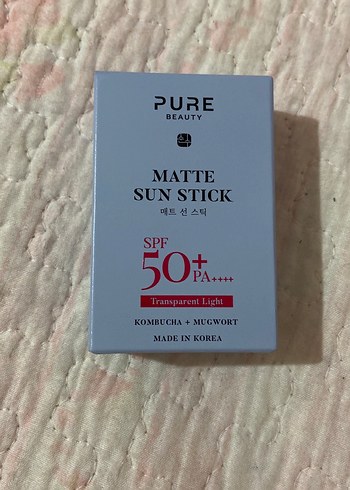 PURE
BEAUTY
MATTE
SUN STICK
매트 선 스틱
SPF
50+
PA++++
Transparent Light
KOMBUCHA + MUGWORT
MADE IN KOREA